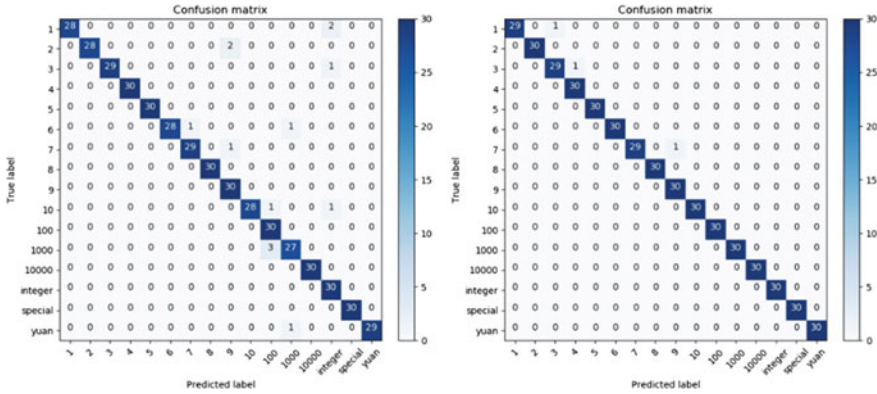 Confusion matrix
True label
1 28 0 0 0 0 0 0 0 0 0 0 0 0 2 0 0
2 0 28 0 0 0 0 0 0 2 0 0 0 0 0 0 0
3 0 0 29 0 0 0 0 0 0 0 0 0 0 1 0 0
4 0 0 0 30 0 0 0 0 0 0 0 0 0 0 0 0
5 0 0 0 0 30 0 0 0 0 0 0 0 0 0 0 0
6 0 0 0 0 0 28 1 0 0 0 0 1 0 0 0 0
7 0 0 0 0 0 0 29 0 1 0 0 0 0 0 0 0
8 0 0 0 0 0 0 0 30 0 0 0 0 0 0 0 0
9 0 0 0 0 0 0 0 0 30 0 0 0 0 0 0 0
10 0 0 0 0 0 0 0 0 0 28 1 0 0 1 0 0
100 0 0 0 0 0 0 0 0 0 0 30 0 0 0 0 0
1000 0 0 0 0 0 0 0 0 0 0 3 27 0 0 0 0
10000 0 0 0 0 0 0 0 0 0 0 0 0 30 0 0 0
integer 0 0 0 0 0 0 0 0 0 0 0 0 0 30 0 0
special 0 0 0 0 0 0 0 0 0 0 0 0 0 0 30 0
yuan 0 0 0 0 0 0 0 0 0 0 0 1 0 0 0 29
1 2 3 4 5 6 7 8 9 10 100 1000 10000 integer special yuan
Predicted label
30
25
20
15
10
5
0
Confusion matrix
True label
1 29 0 1 0 0 0 0 0 0 0 0 0 0 0 0 0
2 0 30 0 0 0 0 0 0 0 0 0 0 0 0 0 0
3 0 0 29 1 0 0 0 0 0 0 0 0 0 0 0 0
4 0 0 0 30 0 0 0 0 0 0 0 0 0 0 0 0
5 0 0 0 0 30 0 0 0 0 0 0 0 0 0 0 0
6 0 0 0 0 0 30 0 0 0 0 0 0 0 0 0 0
7 0 0 0 0 0 0 29 0 1 0 0 0 0 0 0 0
8 0 0 0 0 0 0 0 30 0 0 0 0 0 0 0 0
9 0 0 0 0 0 0 0 0 30 0 0 0 0 0 0 0
10 0 0 0 0 0 0 0 0 0 30 0 0 0 0 0 0
100 0 0 0 0 0 0 0 0 0 0 30 0 0 0 0 0
1000 0 0 0 0 0 0 0 0 0 0 0 30 0 0 0 0
10000 0 0 0 0 0 0 0 0 0 0 0 0 30 0 0 0
integer 0 0 0 0 0 0 0 0 0 0 0 0 0 30 0 0
special 0 0 0 0 0 0 0 0 0 0 0 0 0 0 30 0
yuan 0 0 0 0 0 0 0 0 0 0 0 0 0 0 0 30
1 2 3 4 5 6 7 8 9 10 100 1000 10000 integer special yuan
Predicted label
30
25
20
15
10
5
0